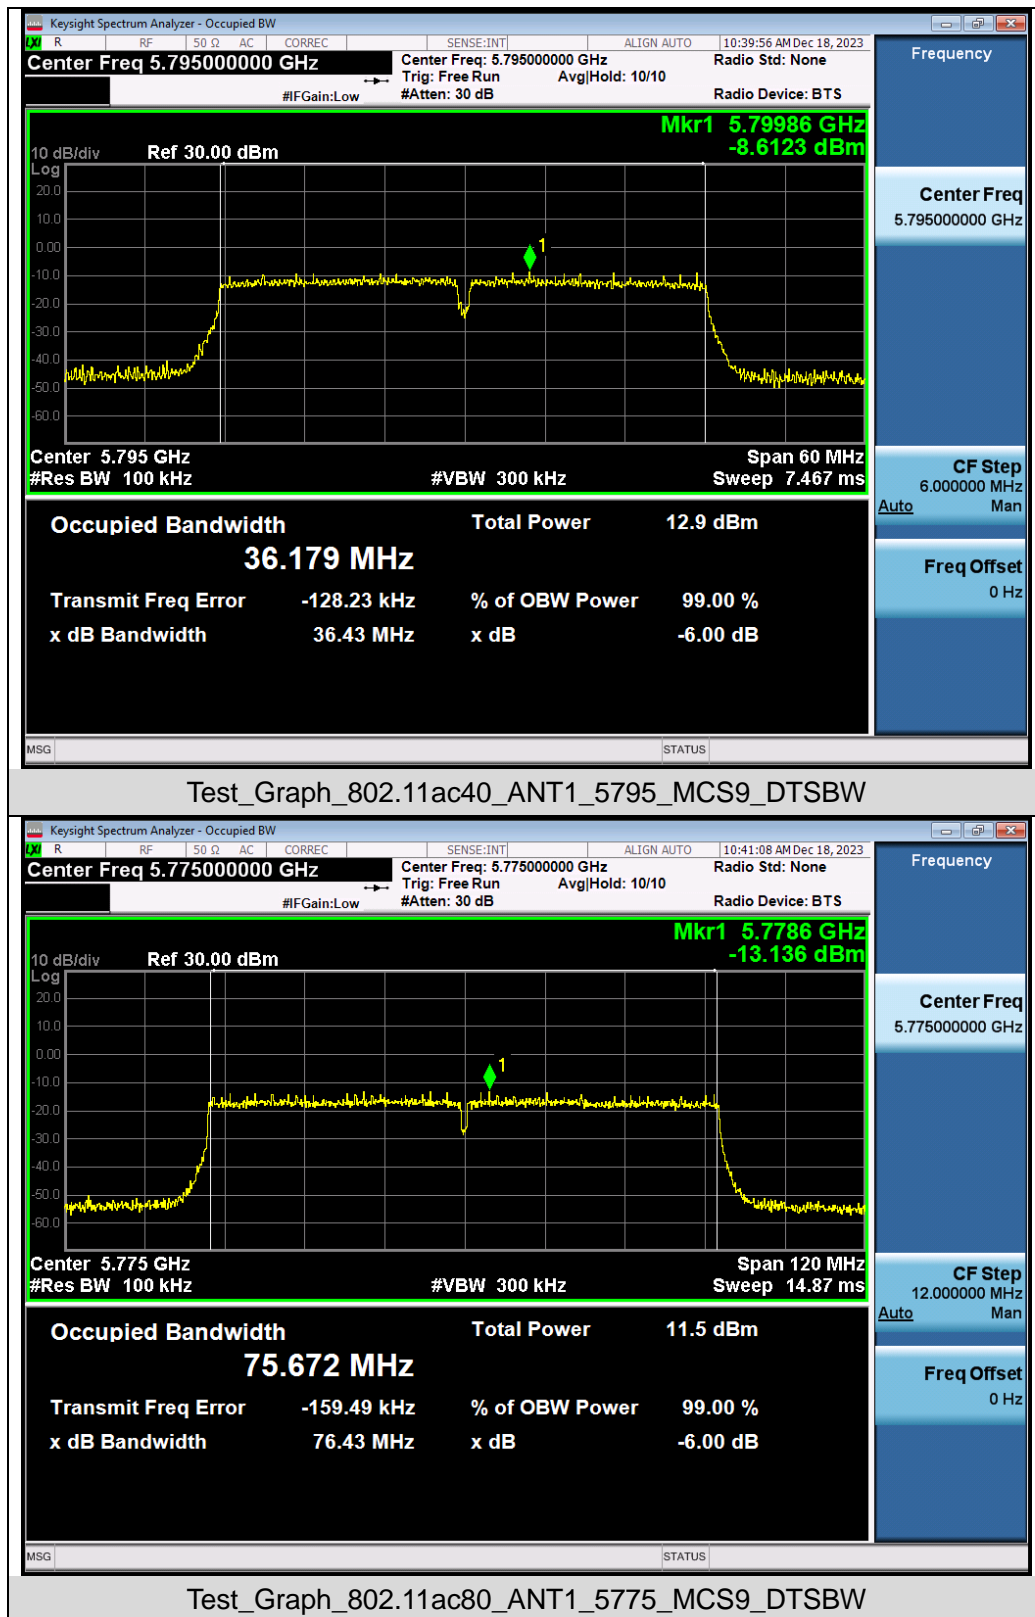 Keysight Spectrum Analyzer - Occupied BW
LXI R RF 50 Ω AC CORREC SENSE:INT ALIGN AUTO 10:39:56 AM Dec 18, 2023
Center Freq 5.795000000 GHz
Center Freq: 5.795000000 GHz Radio Std: None
Trig: Free Run Avg|Hold: 10/10
#IFGain:Low #Atten: 30 dB Radio Device: BTS
Frequency
Mkr1 5.79986 GHz
-8.6123 dBm
10 dB/div Ref 30.00 dBm
Log
20.0
10.0
0.00
-10.0
-20.0
-30.0
-40.0
-50.0
-60.0
1
Center Freq
5.795000000 GHz
Center 5.795 GHz Span 60 MHz
#Res BW 100 kHz #VBW 300 kHz Sweep 7.467 ms
CF Step
6.000000 MHz
Auto Man
Occupied Bandwidth Total Power 12.9 dBm
36.179 MHz
Transmit Freq Error -128.23 kHz % of OBW Power 99.00 %
x dB Bandwidth 36.43 MHz x dB -6.00 dB
Freq Offset
0 Hz
MSG STATUS
Test_Graph_802.11ac40_ANT1_5795_MCS9_DTSBW
Keysight Spectrum Analyzer - Occupied BW
LXI R RF 50 Ω AC CORREC SENSE:INT ALIGN AUTO 10:41:08 AM Dec 18, 2023
Center Freq 5.775000000 GHz
Center Freq: 5.775000000 GHz Radio Std: None
Trig: Free Run Avg|Hold: 10/10
#IFGain:Low #Atten: 30 dB Radio Device: BTS
Frequency
Mkr1 5.7786 GHz
-13.136 dBm
10 dB/div Ref 30.00 dBm
Log
20.0
10.0
0.00
-10.0
-20.0
-30.0
-40.0
-50.0
-60.0
1
Center Freq
5.775000000 GHz
Center 5.775 GHz Span 120 MHz
#Res BW 100 kHz #VBW 300 kHz Sweep 14.87 ms
CF Step
12.000000 MHz
Auto Man
Occupied Bandwidth Total Power 11.5 dBm
75.672 MHz
Transmit Freq Error -159.49 kHz % of OBW Power 99.00 %
x dB Bandwidth 76.43 MHz x dB -6.00 dB
Freq Offset
0 Hz
MSG STATUS
Test_Graph_802.11ac80_ANT1_5775_MCS9_DTSBW